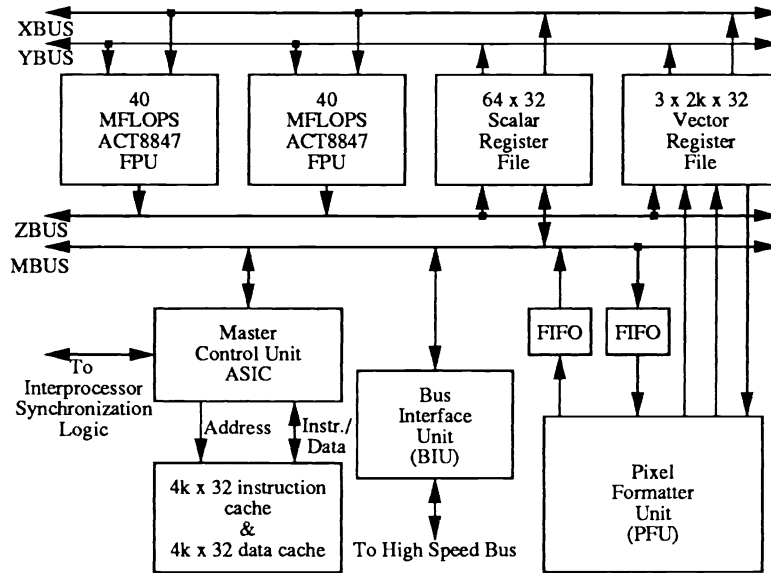 XBUS
YBUS
40
MFLOPS
ACT8847
FPU
40
MFLOPS
ACT8847
FPU
64 x 32
Scalar
Register
File
3 x 2k x 32
Vector
Register
File
ZBUS
MBUS
Master
Control Unit
ASIC
FIFO
FIFO
To
Interprocessor
Synchronization
Logic
Address
Instr./
Data
Bus
Interface
Unit
(BIU)
Pixel
Formatter
Unit
(PFU)
4k x 32 instruction
cache
&
4k x 32 data cache
To High Speed Bus